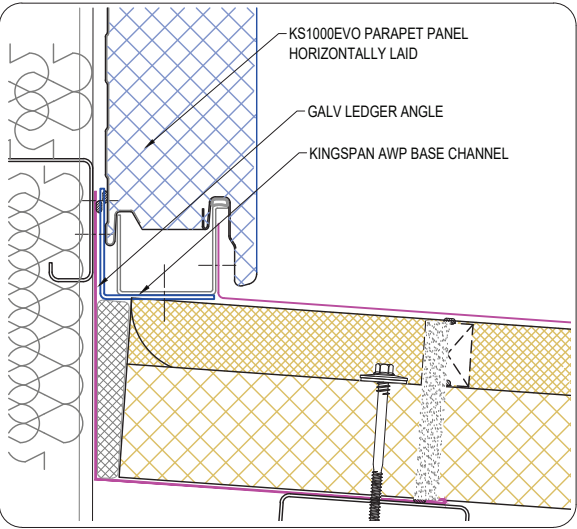 KS1000EVO PARAPET PANEL
HORIZONTALLY LAID
GALV LEDGER ANGLE
KINGSPAN AWP BASE CHANNEL